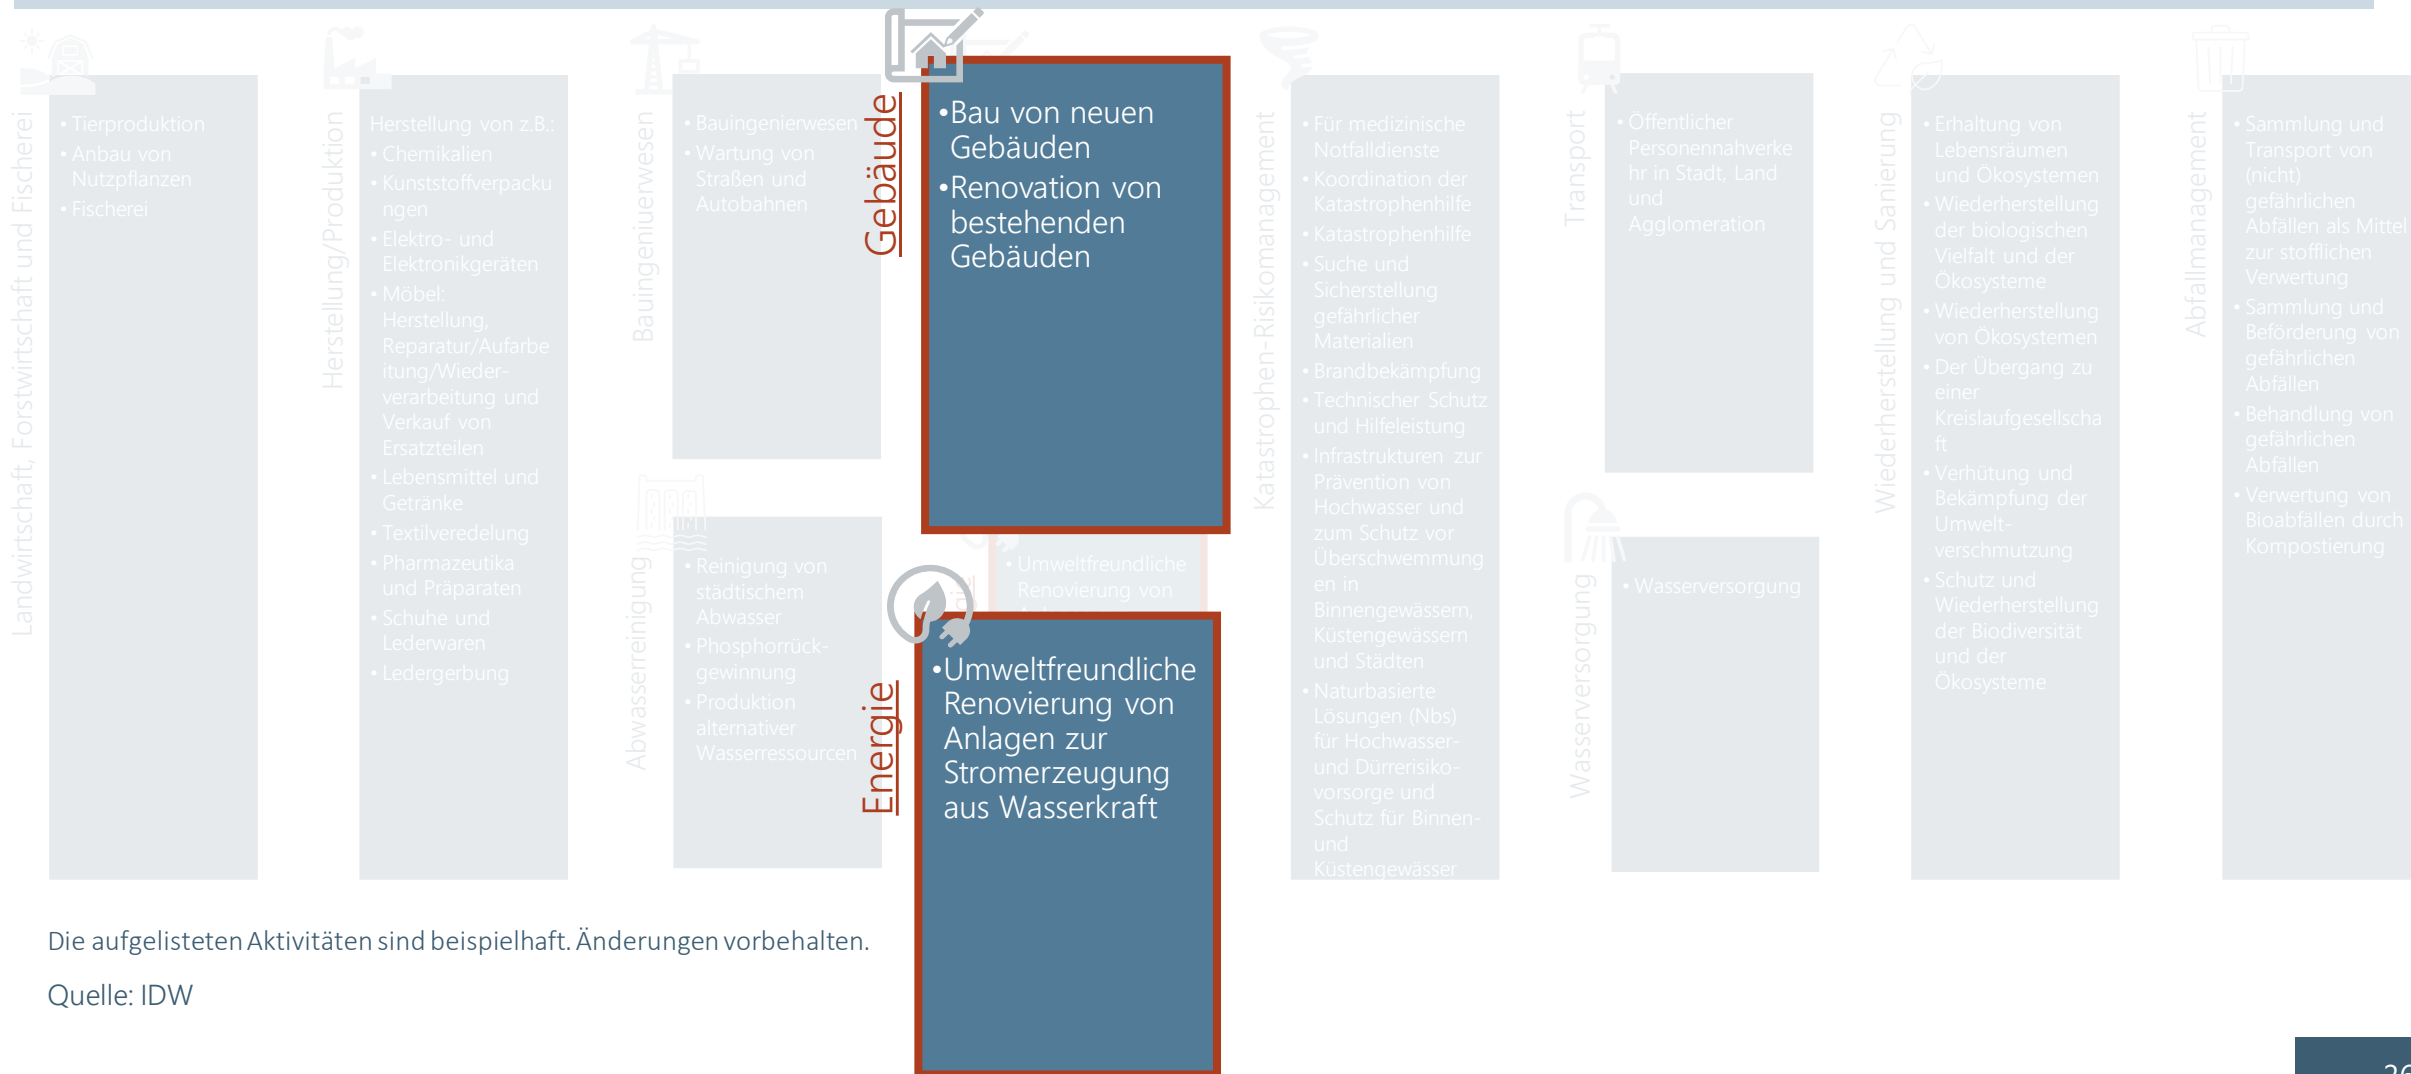 Landwirtschaft, Forstwirtschaft und Fischerei
• Tierproduktion
• Anbau von
Nutzpflanzen
• Fischerei
Herstellung/Produktion
Herstellung von z.B.:
• Chemikalien
• Kunststoffverpacku
ngen
• Elektro- und
Elektronikgeräten
• Möbel:
Herstellung,
Reparatur/Aufarbe
itung/Wieder-
verarbeitung und
Verkauf von
Ersatzteilen
• Lebensmittel und
Getränke
• Textilveredelung
• Pharmazeutika
und Präparaten
• Schuhe und
Lederwaren
• Ledergerbung
Bauingeniuerwesen
• Bauingenierwesen
• Wartung von
Straßen und
Autobahnen
Abwasserreinigung
• Reinigung von
städtischem
Abwasser
• Phosphorrück-
gewinnung
• Produktion
alternativer
Wasserressourcen
Gebäude
•Bau von neuen
Gebäuden
•Renovation von
bestehenden
Gebäuden
• Umweltfreundliche
Renovierung von
Energie
•Umweltfreundliche
Renovierung von
Anlagen zur
Stromerzeugung
aus Wasserkraft
Katastrophen-Risikomanagement
• Für medizinische
Notfalldienste
• Koordination der
Katastrophenhilfe
• Katastrophenhilfe
• Suche und
Sicherstellung
gefährlicher
Materialien
• Brandbekämpfung
• Technischer Schutz
und Hilfeleistung
• Infrastrukturen zur
Prävention von
Hochwasser und
zum Schutz vor
Überschwemmung
en in
Binnengewässern,
Küstengewässern
und Städten
• Naturbasierte
Lösungen (Nbs)
für Hochwasser-
und Dürrerisiko-
vorsorge und
Schutz für Binnen-
und
Küstengewässer
Transport
• Öffentlicher
Personennahverke
hr in Stadt, Land
und
Agglomeration
Wasserversorgung
• Wasserversorgung
Wiederherstellung und Sanierung
• Erhaltung von
Lebensräumen
und Ökosystemen
• Wiederherstellung
der biologischen
Vielfalt und der
Ökosysteme
• Wiederherstellung
von Ökosystemen
• Der Übergang zu
einer
Kreislaufgesellscha
ft
• Verhütung und
Bekämpfung der
Umwelt-
verschmutzung
• Schutz und
Wiederherstellung
der Biodiversität
und der
Ökosysteme
Abfallmanagement
• Sammlung und
Transport von
(nicht)
gefährlichen
Abfällen als Mittel
zur stofflichen
Verwertung
• Sammlung und
Beförderung von
gefährlichen
Abfällen
• Behandlung von
gefährlichen
Abfällen
• Verwertung von
Bioabfällen durch
Kompostierung
Die aufgelisteten Aktivitäten sind beispielhaft. Änderungen vorbehalten.
Quelle: IDW